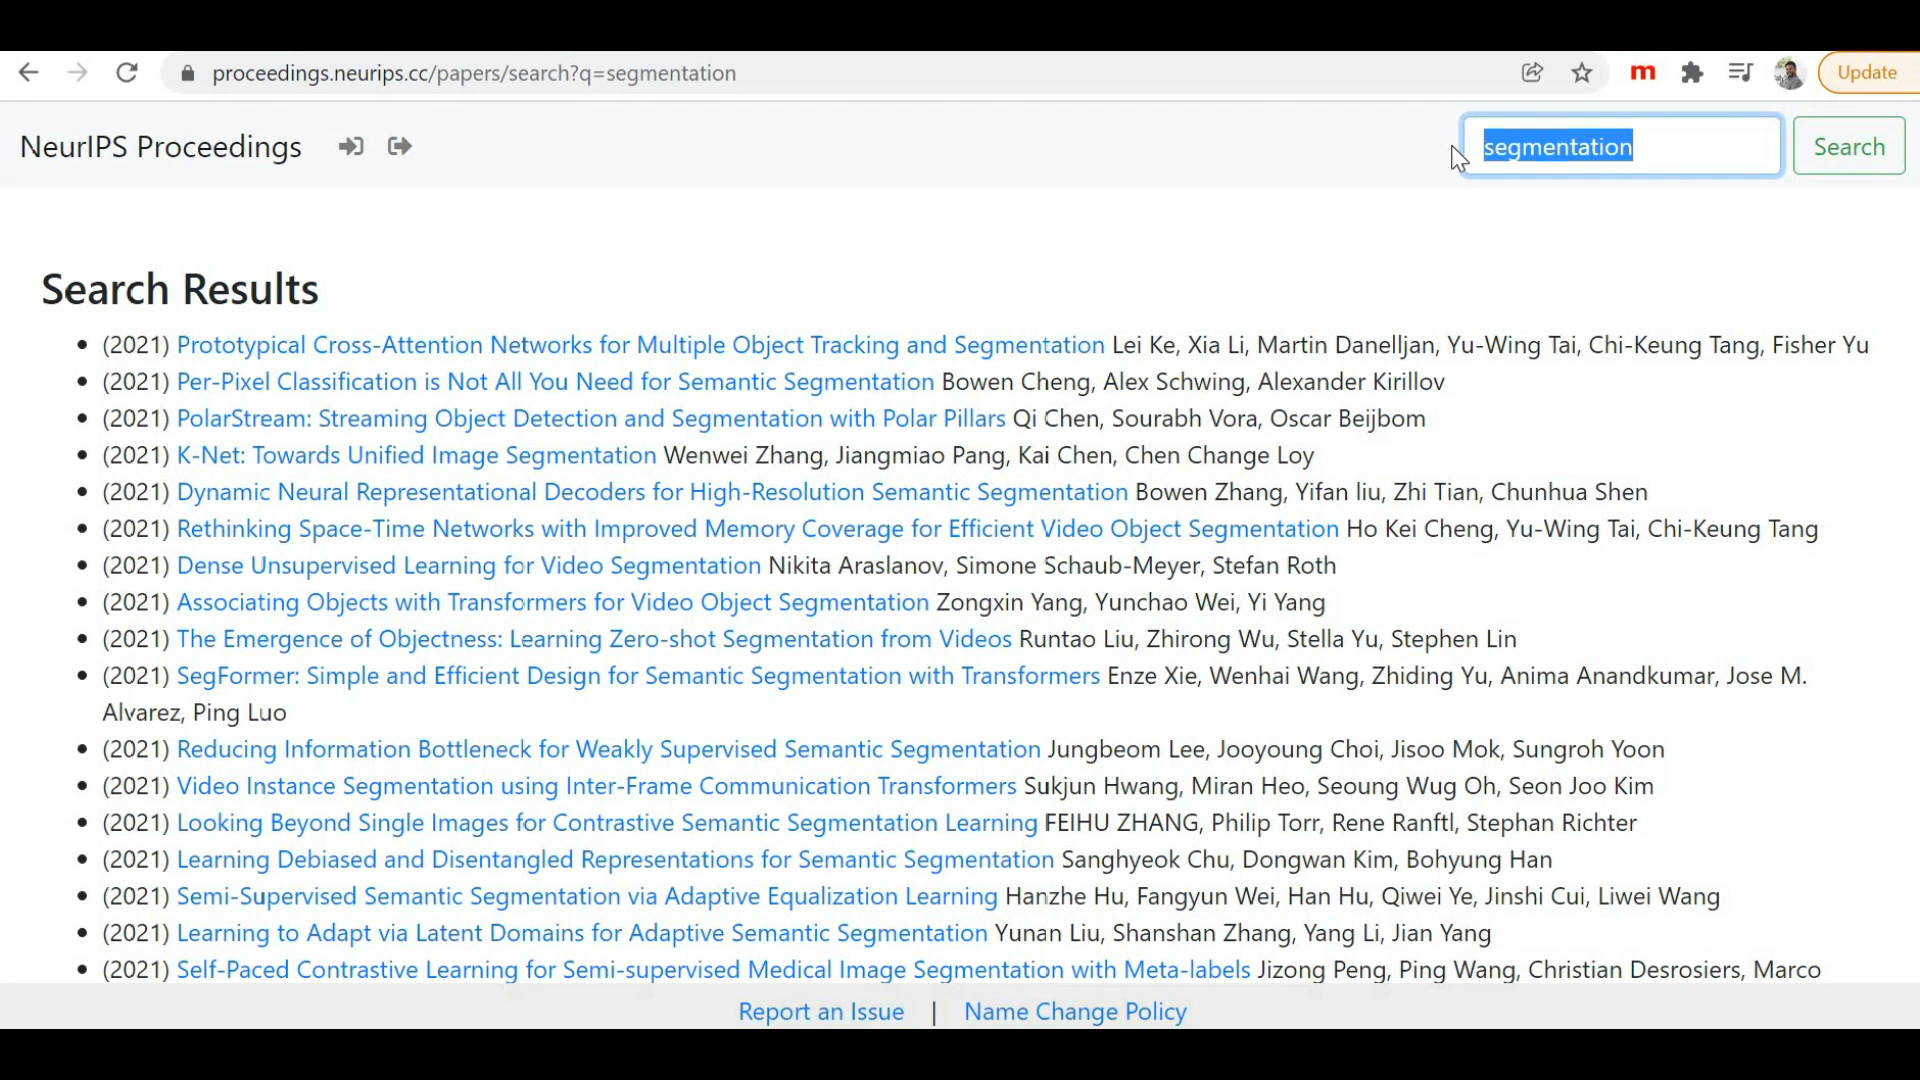 proceedings.neurips.cc/papers/search?q=segmentation
m
Update
NeurIPS Proceedings
segmentation
Search
Search Results
(2021) Prototypical Cross-Attention Networks for Multiple Object Tracking and Segmentation Lei Ke, Xia Li, Martin Danelljan, Yu-Wing Tai, Chi-Keung Tang, Fisher Yu
(2021) Per-Pixel Classification is Not All You Need for Semantic Segmentation Bowen Cheng, Alex Schwing, Alexander Kirillov
(2021) PolarStream: Streaming Object Detection and Segmentation with Polar Pillars Qi Chen, Sourabh Vora, Oscar Beijbom
(2021) K-Net: Towards Unified Image Segmentation Wenwei Zhang, Jiangmiao Pang, Kai Chen, Chen Change Loy
(2021) Dynamic Neural Representational Decoders for High-Resolution Semantic Segmentation Bowen Zhang, Yifan liu, Zhi Tian, Chunhua Shen
(2021) Rethinking Space-Time Networks with Improved Memory Coverage for Efficient Video Object Segmentation Ho Kei Cheng, Yu-Wing Tai, Chi-Keung Tang
(2021) Dense Unsupervised Learning for Video Segmentation Nikita Araslanov, Simone Schaub-Meyer, Stefan Roth
(2021) Associating Objects with Transformers for Video Object Segmentation Zongxin Yang, Yunchao Wei, Yi Yang
(2021) The Emergence of Objectness: Learning Zero-shot Segmentation from Videos Runtao Liu, Zhirong Wu, Stella Yu, Stephen Lin
(2021) SegFormer: Simple and Efficient Design for Semantic Segmentation with Transformers Enze Xie, Wenhai Wang, Zhiding Yu, Anima Anandkumar, Jose M.
Alvarez, Ping Luo
(2021) Reducing Information Bottleneck for Weakly Supervised Semantic Segmentation Jungbeom Lee, Jooyoung Choi, Jisoo Mok, Sungroh Yoon
(2021) Video Instance Segmentation using Inter-Frame Communication Transformers Sukjun Hwang, Miran Heo, Seoung Wug Oh, Seon Joo Kim
(2021) Looking Beyond Single Images for Contrastive Semantic Segmentation Learning FEIHU ZHANG, Philip Torr, Rene Ranftl, Stephan Richter
(2021) Learning Debiased and Disentangled Representations for Semantic Segmentation Sanghyeok Chu, Dongwan Kim, Bohyung Han
(2021) Semi-Supervised Semantic Segmentation via Adaptive Equalization Learning Hanzhe Hu, Fangyun Wei, Han Hu, Qiwei Ye, Jinshi Cui, Liwei Wang
(2021) Learning to Adapt via Latent Domains for Adaptive Semantic Segmentation Yunan Liu, Shanshan Zhang, Yang Li, Jian Yang
(2021) Self-Paced Contrastive Learning for Semi-supervised Medical Image Segmentation with Meta-labels Jizong Peng, Ping Wang, Christian Desrosiers, Marco
Report an Issue | Name Change Policy